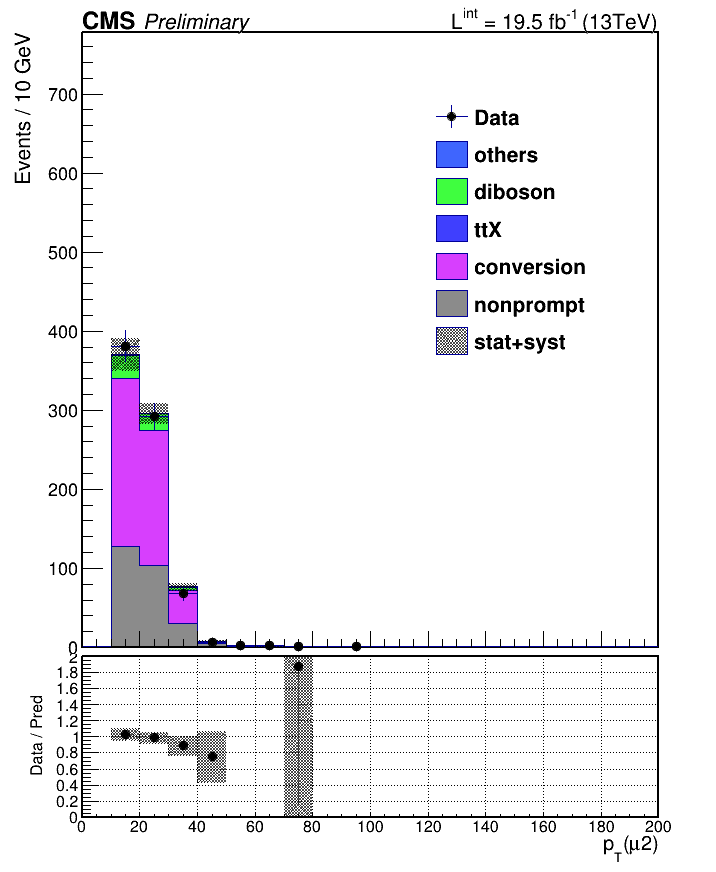 CMS Preliminary
L^int = 19.5 fb^-1 (13TeV)
Events / 10 GeV
700
600
500
400
300
200
100
0
Data
others
diboson
ttX
conversion
nonprompt
stat+syst
Data / Pred
2
1.8
1.6
1.4
1.2
1
0.8
0.6
0.4
0.2
0
0 20 40 60 80 100 120 140 160 180 200
p_T(μ2)